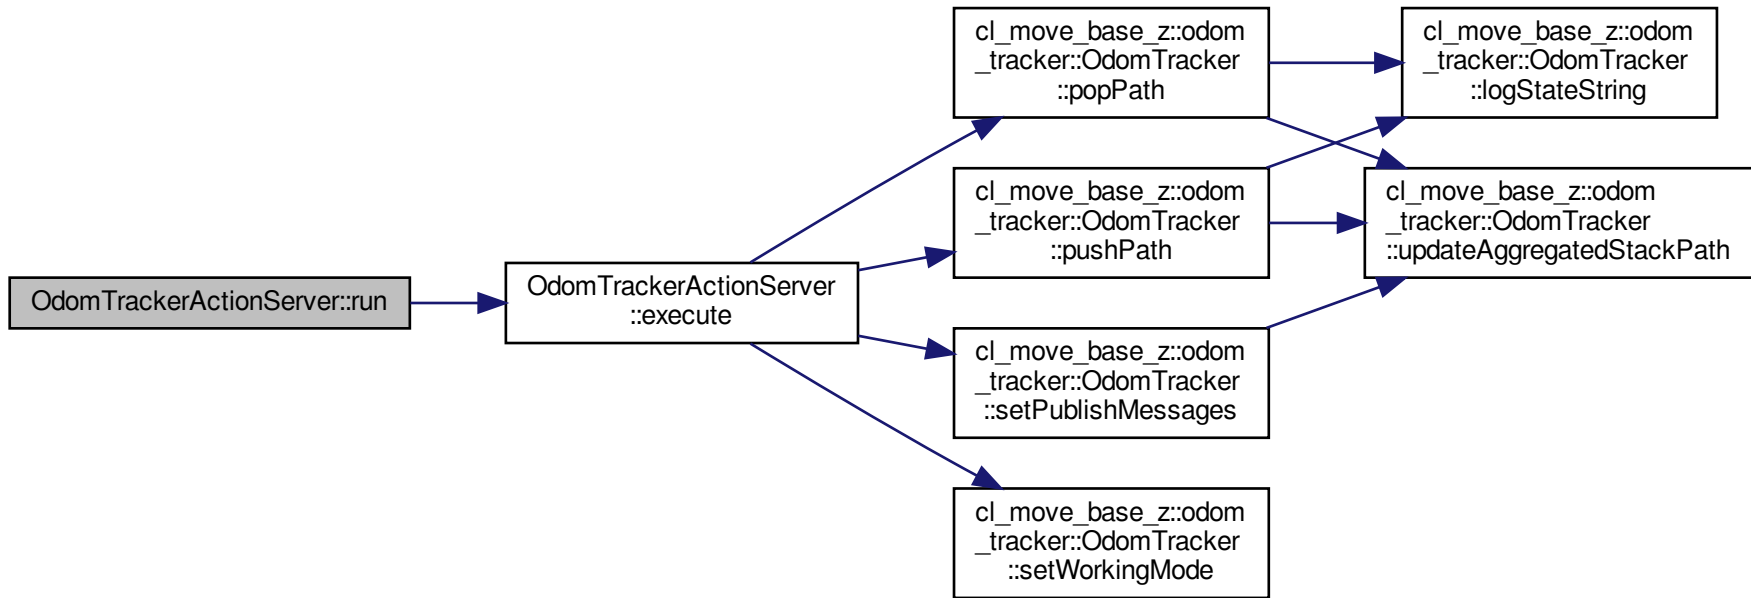 OdomTrackerActionServer::run
OdomTrackerActionServer
::execute
cl_move_base_z::odom
_tracker::OdomTracker
::popPath
cl_move_base_z::odom
_tracker::OdomTracker
::pushPath
cl_move_base_z::odom
_tracker::OdomTracker
::setPublishMessages
cl_move_base_z::odom
_tracker::OdomTracker
::setWorkingMode
cl_move_base_z::odom
_tracker::OdomTracker
::logStateString
cl_move_base_z::odom
_tracker::OdomTracker
::updateAggregatedStackPath